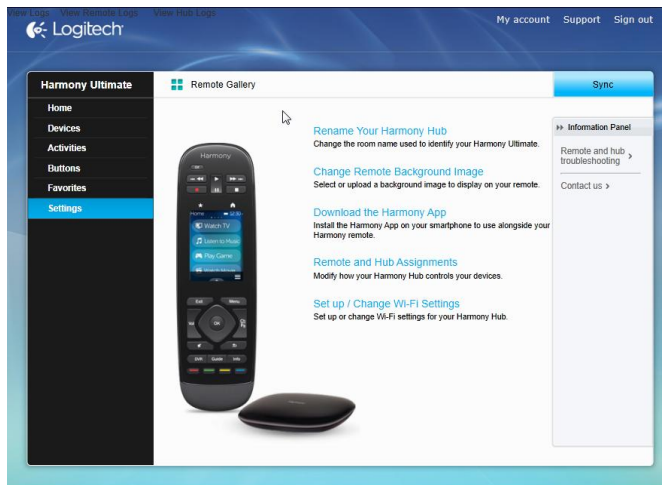 View Logs View Remote Logs View Hub Logs
Logitech
My account Support Sign out
Harmony Ultimate
Remote Gallery
Sync
Home
Devices
Activities
Buttons
Favorites
Settings
Harmony
Home 12:30
Watch TV
Listen to Music
Play Game
Watch Movie
Exit Menu
Vol OK
DVR Guide Info
Rename Your Harmony Hub
Change the room name used to identify your Harmony Ultimate.
Change Remote Background Image
Select or upload a background image to display on your remote.
Download the Harmony App
Install the Harmony App on your smartphone to use alongside your
Harmony remote.
Remote and Hub Assignments
Modify how your Harmony Hub controls your devices.
Set up / Change Wi-Fi Settings
Set up or change Wi-Fi settings for your Harmony Hub.
Information Panel
Remote and hub
troubleshooting
Contact us